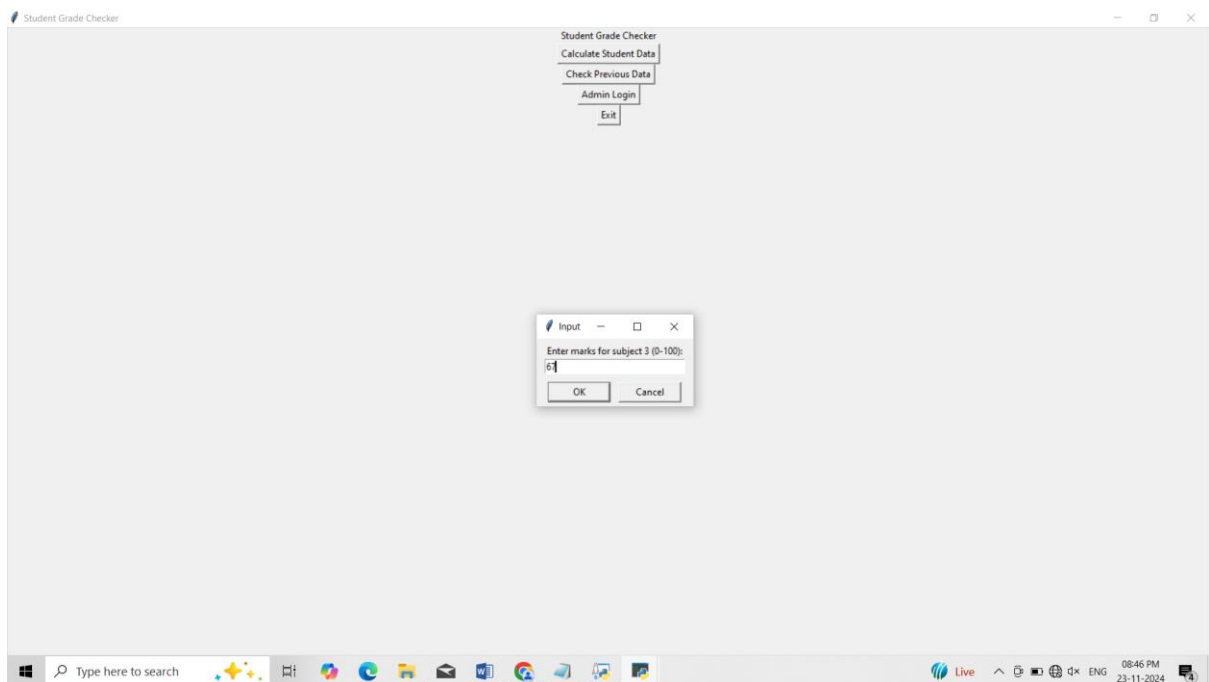 Student Grade Checker
Student Grade Checker
Calculate Student Data
Check Previous Data
Admin Login
Exit
Input
Enter marks for subject 3 (0-100):
67
OK Cancel
Type here to search Live ENG 08:46 PM
23-11-2024
4